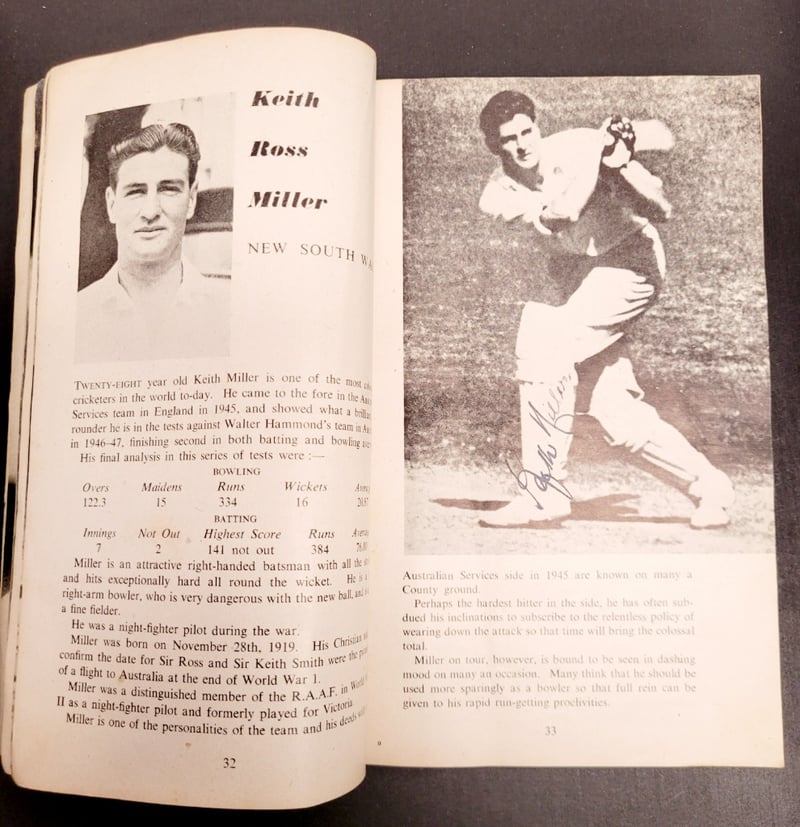 Keith
Ross
Miller
NEW SOUTH
TWENTY-EIGHT year old Keith Miller is one of the most
cricketers in the world to-day. He came to the fore in the
Services team in England in 1945, and showed what a
rounder he is in the tests against Walter Hammond's team in
in 1946-47, finishing second in both batting and bowling
His final analysis in this series of tests were :—
BOWLING
Overs Maidens Runs Wickets
122.3 15 334 16
BATTING
Innings Not Out Highest Score Runs
7 2 141 not out 384
Miller is an attractive right-handed batsman with all the
and hits exceptionally hard all round the wicket. He is a
right-arm bowler, who is very dangerous with the new ball, and
a fine fielder.
He was a night-fighter pilot during the war.
Miller was born on November 28th, 1919. His Christian
confirm the date for Sir Ross and Sir Keith Smith were the
of a flight to Australia at the end of World War I.
Miller was a distinguished member of the R.A.A.F. in World
II as a night-fighter pilot and formerly played for Victoria
Miller is one of the personalities of the team and his deeds
32
Keith Miller
Australian Services side in 1945 are known on many a
County ground.
Perhaps the hardest hitter in the side, he has often sub-
dued his inclinations to subscribe to the relentless policy of
wearing down the attack so that time will bring the colossal
total.
Miller on tour, however, is bound to be seen in dashing
mood on many an occasion. Many think that he should be
used more sparingly as a bowler so that full rein can be
given to his rapid run-getting proclivities.
33